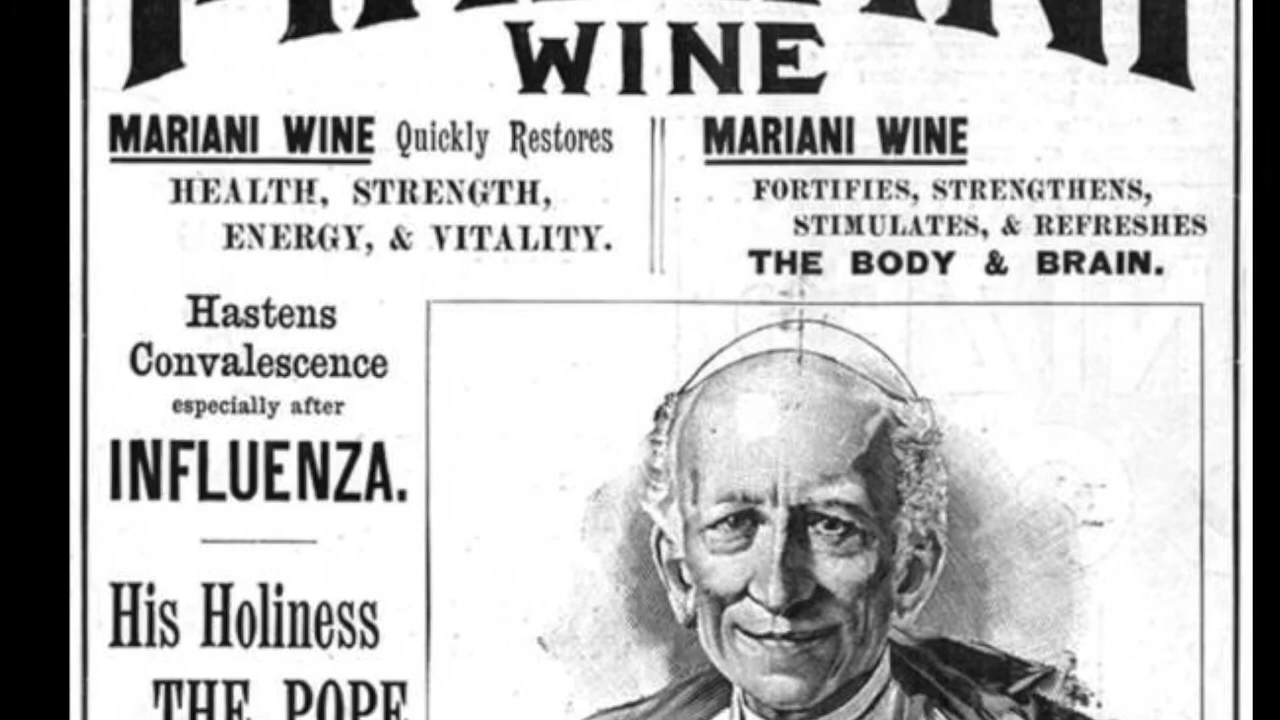 WINE
MARIANI WINE Quickly Restores
HEALTH, STRENGTH,
ENERGY, & VITALITY.
MARIANI WINE
FORTIFIES, STRENGTHENS,
STIMULATES, & REFRESHES
THE BODY & BRAIN.
Hastens
Convalescence
especially after
INFLUENZA.
His Holiness
THE POPE